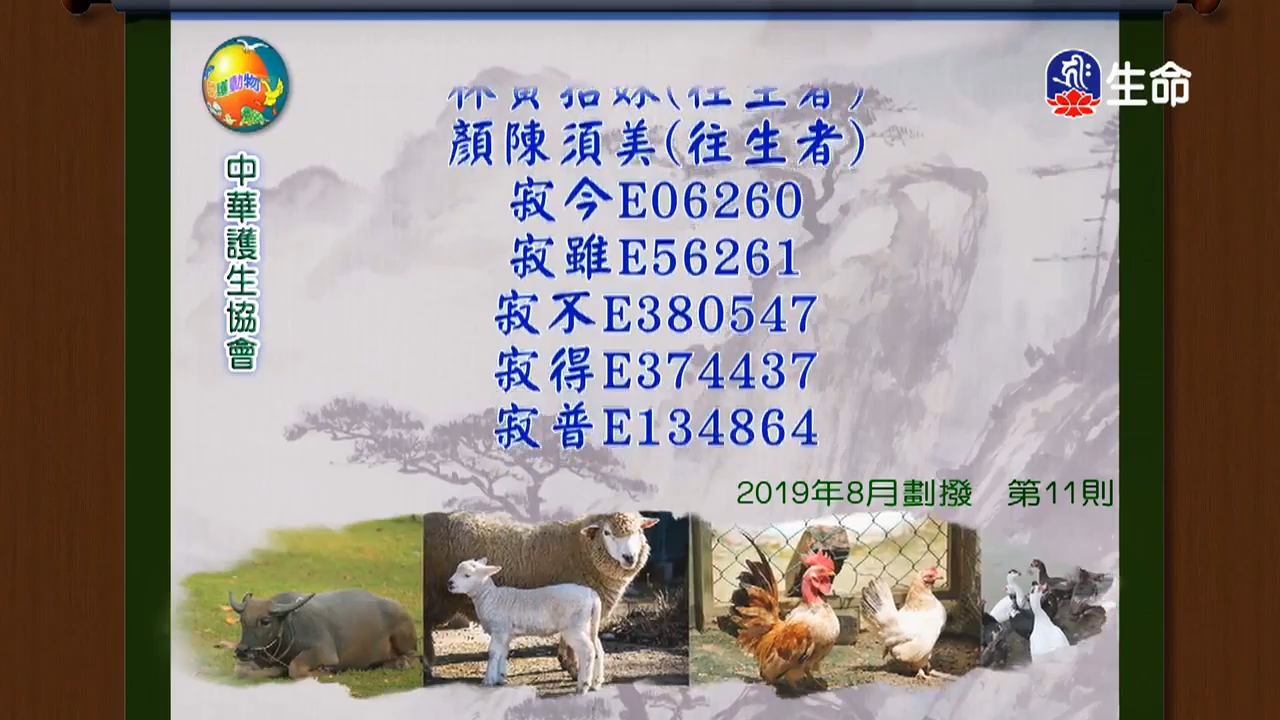 生命
中華護生協會
顏陳須美(往生者)
寂今E06260
寂雖E56261
寂不E380547
寂得E374437
寂普E134864
2019年8月劃撥 第11則